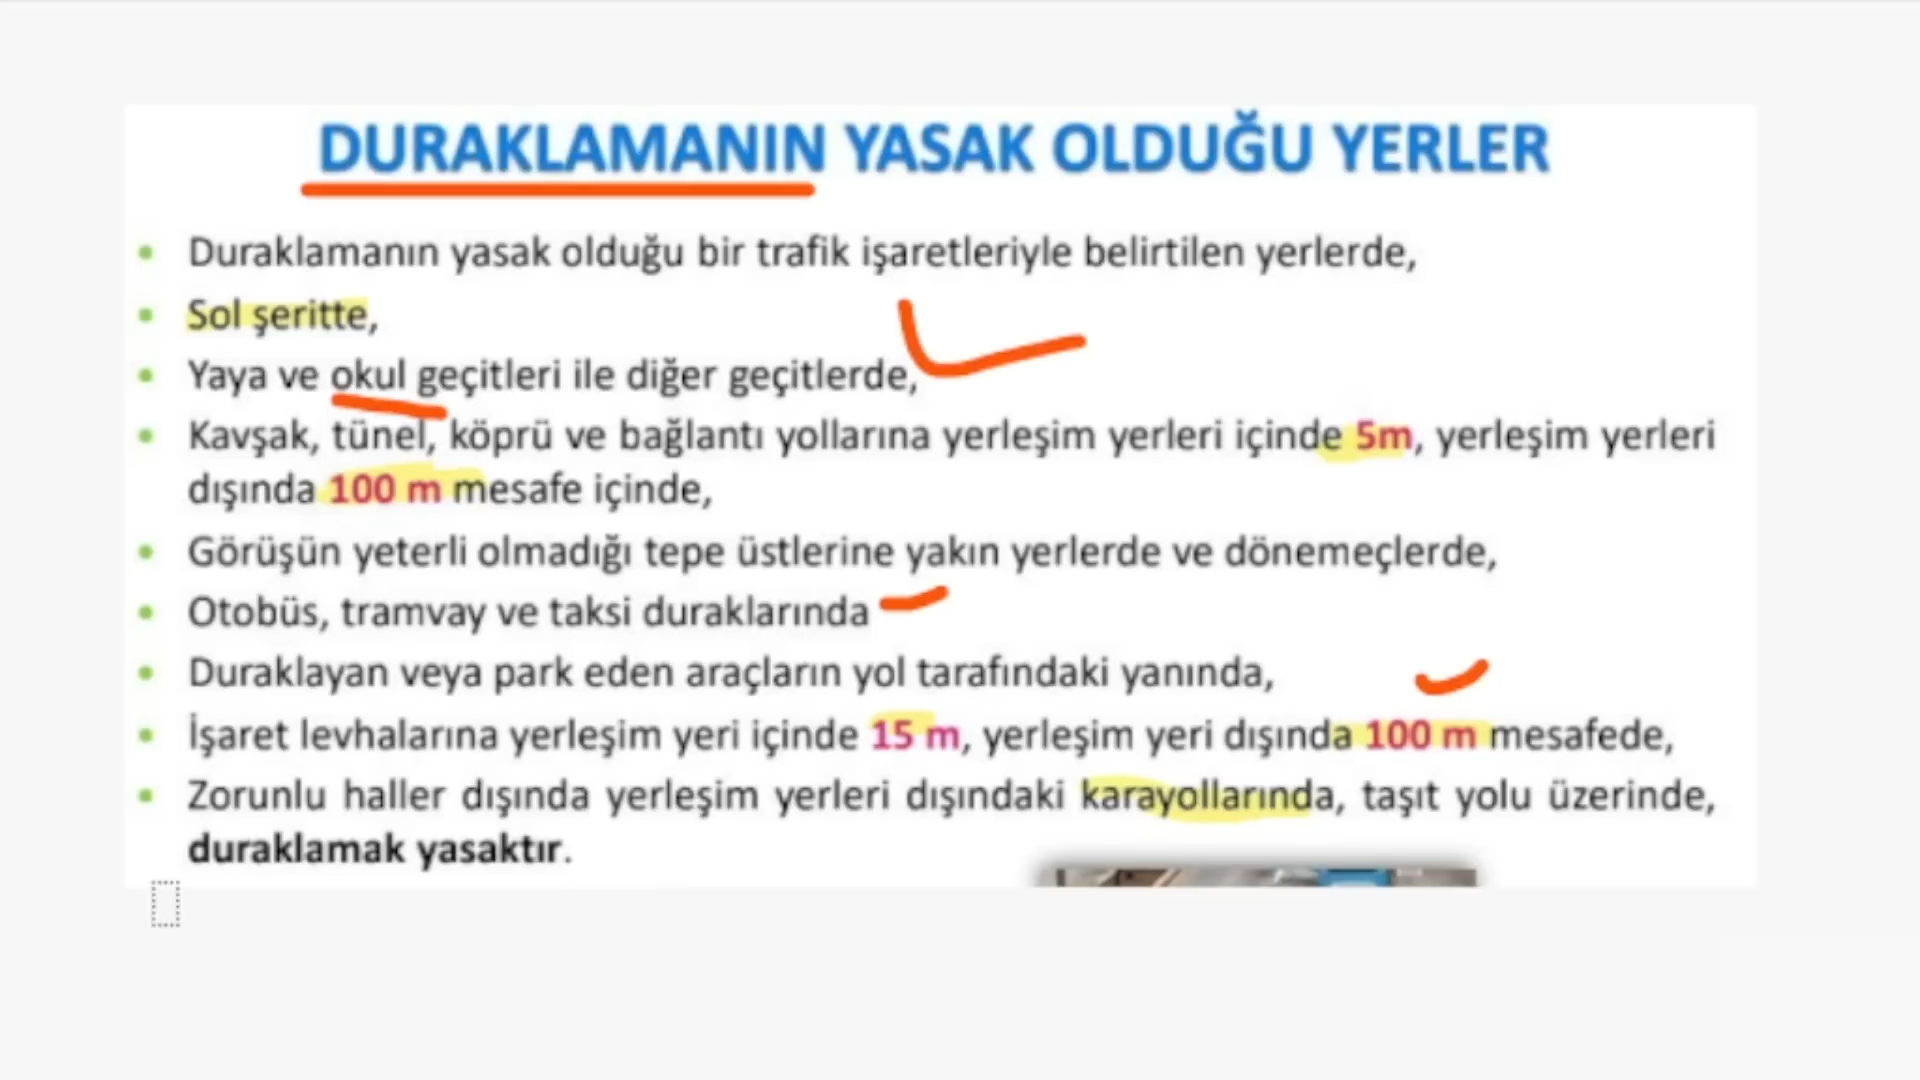 DURAKLAMANIN YASAK OLDUĞU YERLER
• Duraklamanın yasak olduğu bir trafik işaretleriyle belirtilen yerlerde,
• Sol şeritte,
• Yaya ve okul geçitleri ile diğer geçitlerde,
• Kavşak, tünel, köprü ve bağlantı yollarına yerleşim yerleri içinde 5m, yerleşim yerleri
dışında 100 m mesafe içinde,
• Görüşün yeterli olmadığı tepe üstlerine yakın yerlerde ve dönemeçlerde,
• Otobüs, tramvay ve taksi duraklarında
• Duraklayan veya park eden araçların yol tarafındaki yanında,
• İşaret levhalarına yerleşim yeri içinde 15 m, yerleşim yeri dışında 100 m mesafede,
• Zorunlu haller dışında yerleşim yerleri dışındaki karayollarında, taşıt yolu üzerinde,
duraklamak yasaktır.